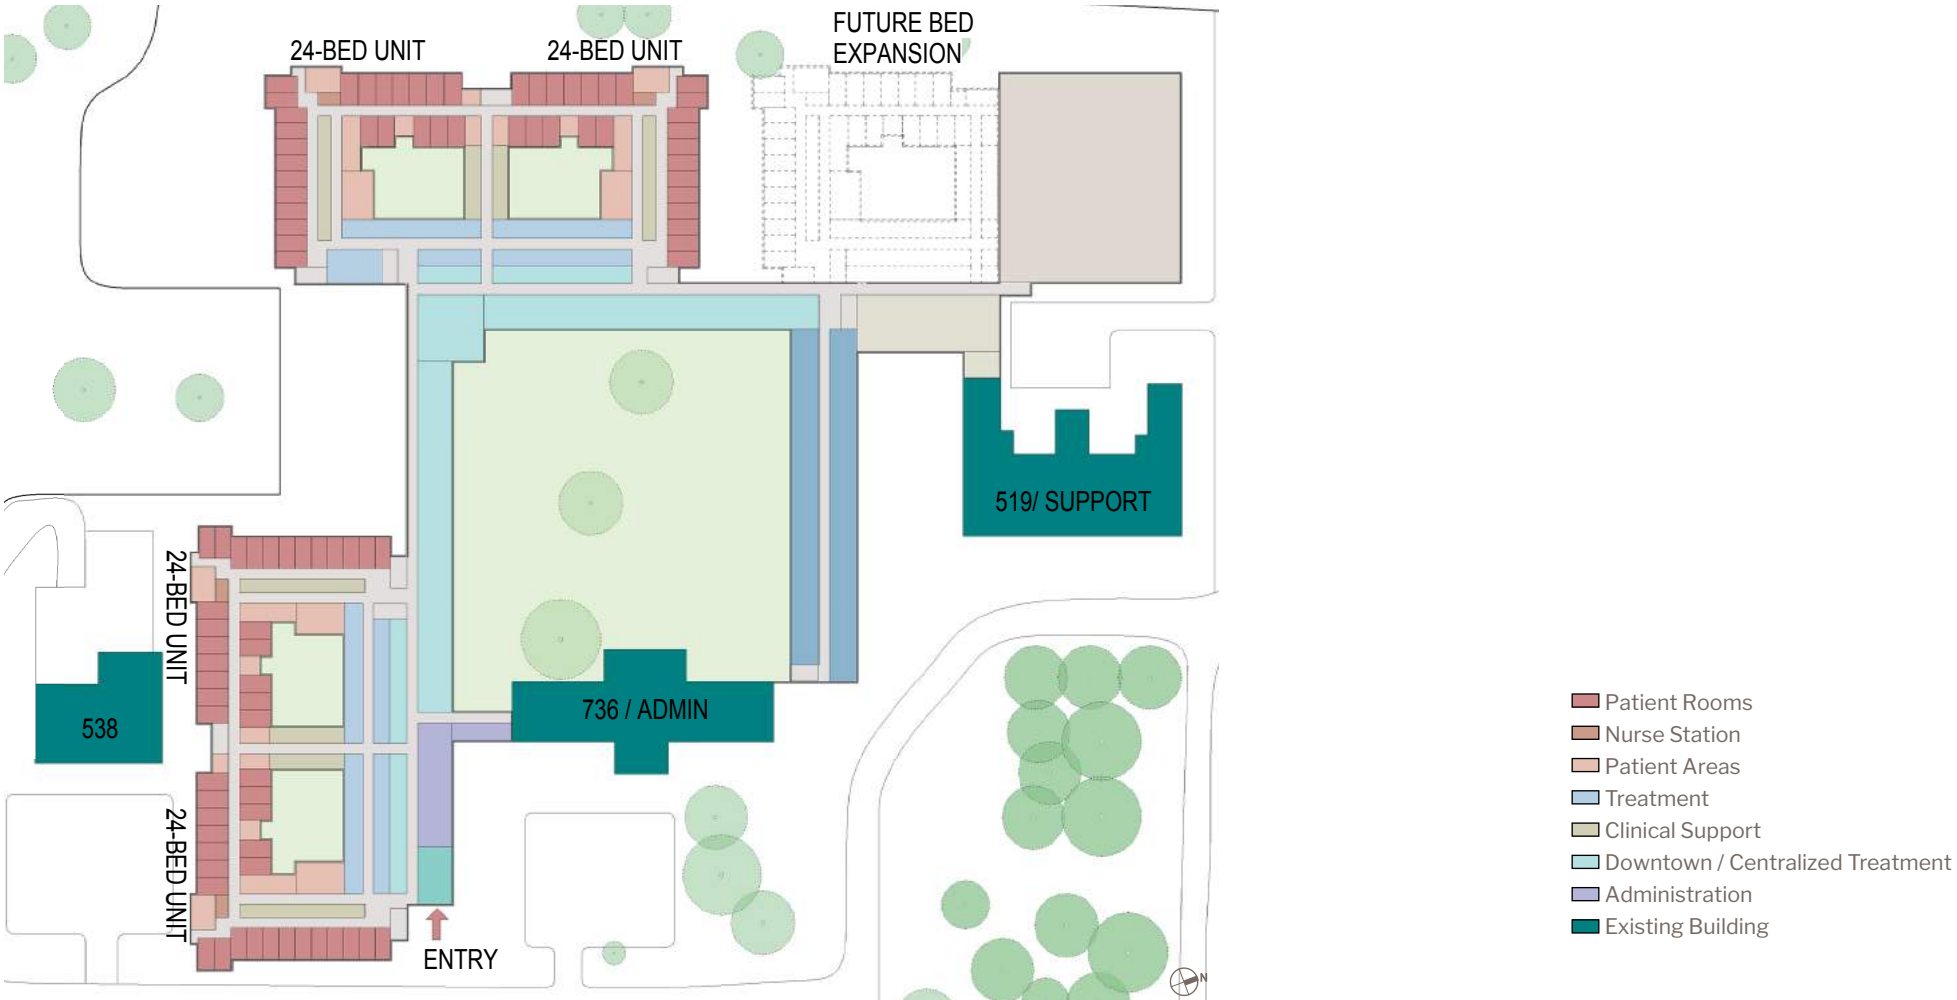 24-BED UNIT
24-BED UNIT
FUTURE BED
EXPANSION
519/ SUPPORT
24-BED UNIT
538
736 / ADMIN
24-BED UNIT
ENTRY
N
Patient Rooms
Nurse Station
Patient Areas
Treatment
Clinical Support
Downtown / Centralized Treatment
Administration
Existing Building